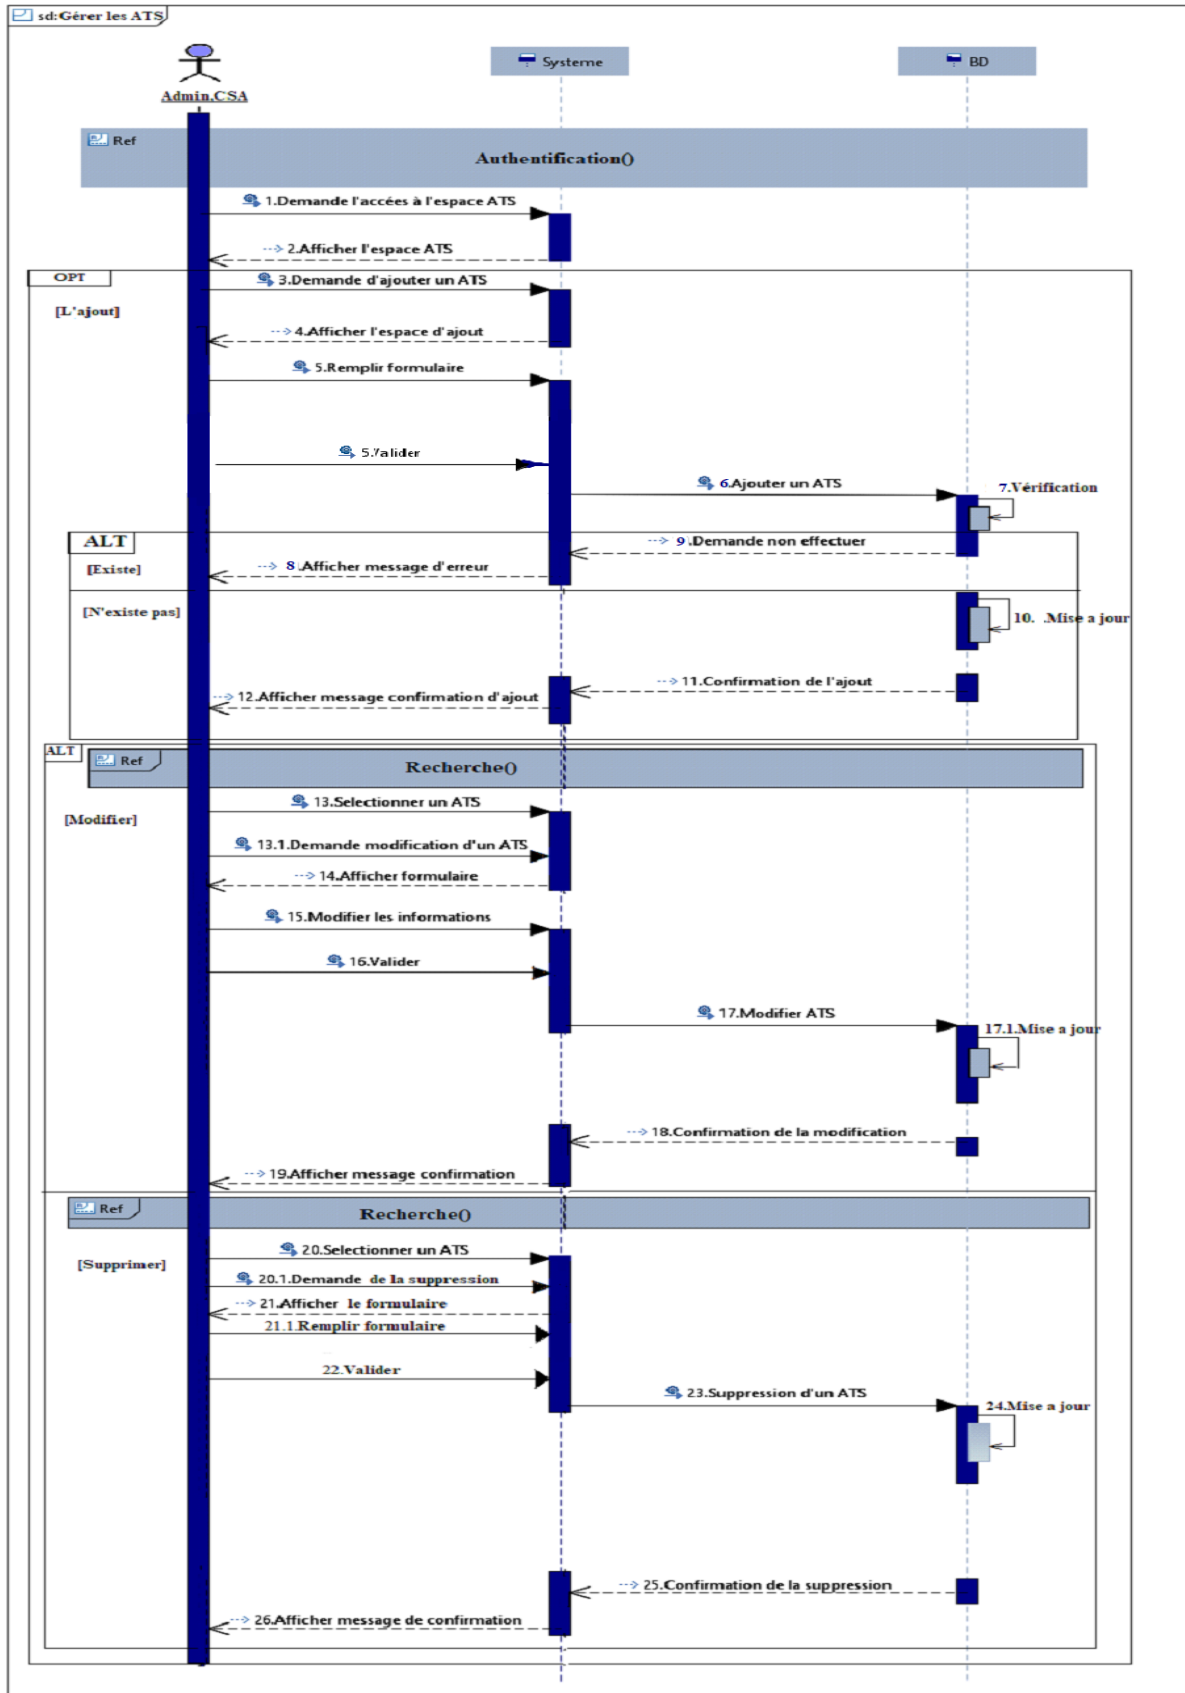 sd:Gérer les ATS
Systeme
BD
Admin,CSA
Ref
Authentification()
1.Demande l'accées à l'espace ATS
2.Afficher l'espace ATS
OPT
3.Demande d'ajouter un ATS
[L'ajout]
4.Afficher l'espace d'ajout
5.Remplir formulaire
5.Valider
6.Ajouter un ATS
7.Vérification
ALT
9.Demande non effectuer
[Existe]
8.Afficher message d'erreur
[N'existe pas]
10. .Mise a jour
11.Confirmation de l'ajout
12.Afficher message confirmation d'ajout
ALT
Ref
Recherche()
13.Selectionner un ATS
[Modifier]
13.1.Demande modification d'un ATS
14.Afficher formulaire
15.Modifier les informations
16.Valider
17.Modifier ATS
17.1.Mise a jour
18.Confirmation de la modification
19.Afficher message confirmation
Ref
Recherche()
20.Selectionner un ATS
[Supprimer]
20.1.Demande de la suppression
21.Afficher le formulaire
21.1.Remplir formulaire
22.Valider
23.Suppression d'un ATS
24.Mise a jour
25.Confirmation de la suppression
26.Afficher message de confirmation